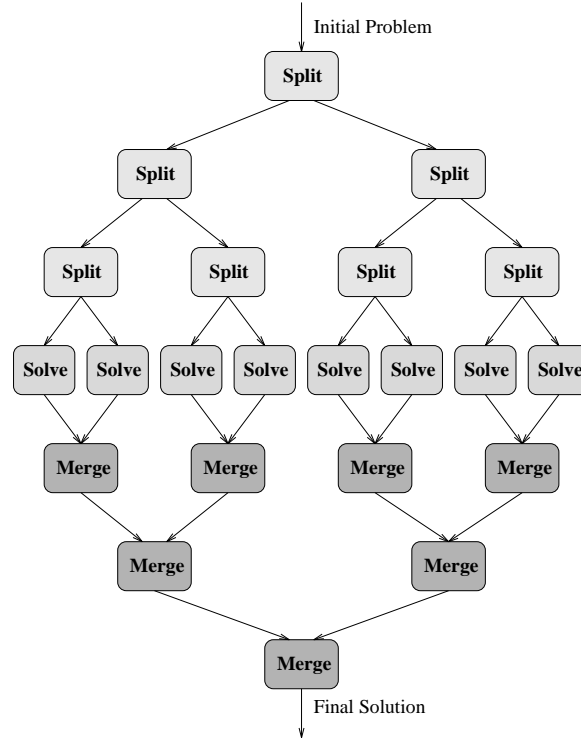 Initial Problem
Split
Split Split
Split Split Split Split
Solve Solve Solve Solve Solve Solve Solve Solve
Merge Merge Merge Merge
Merge Merge
Merge
Final Solution